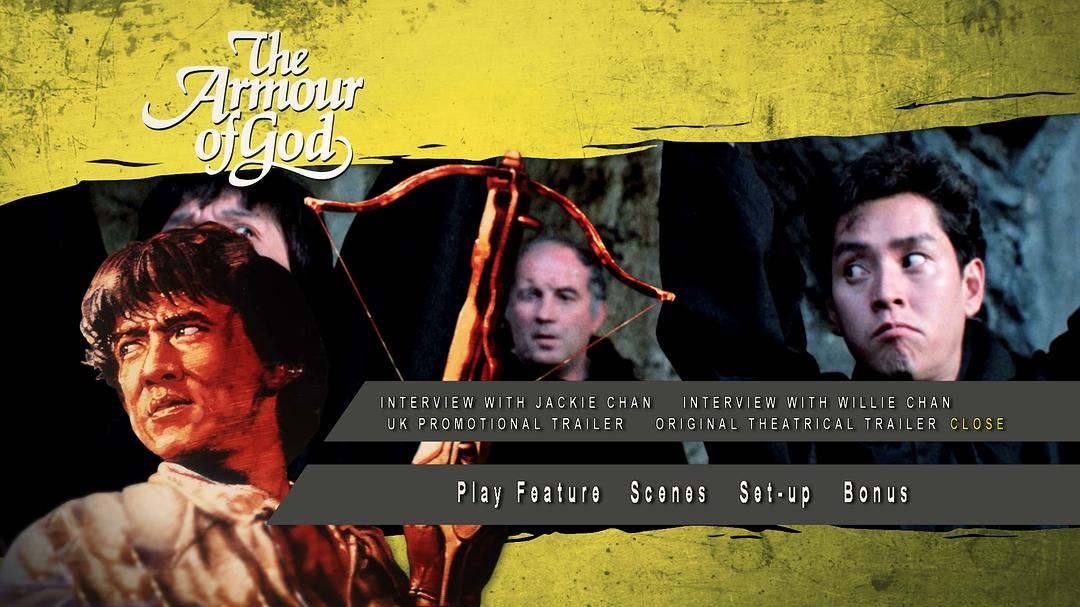 The
Armour
of God
INTERVIEW WITH JACKIE CHAN INTERVIEW WITH WILLIE CHAN
UK PROMOTIONAL TRAILER ORIGINAL THEATRICAL TRAILER CLOSE
Play Feature Scenes Set-up Bonus